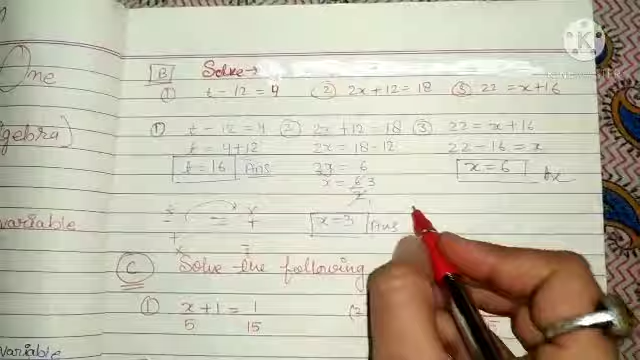 One
gebra)
variable
variable
B Solve →
① t - 12 = 4 ② 2x + 12 = 18 ③ 22 = x + 16
① t - 12 = 4 ② 2x + 12 = 18 ③ 22 = x + 16
t = 4 + 12 2x = 18 - 12 22 - 16 = x
t = 16 Ans 2x = 6 x = 6
x = 6 3
2 1
x = 3 Ans
C Solve the following
① x + 1 = 1
5 15
KINEMASTER